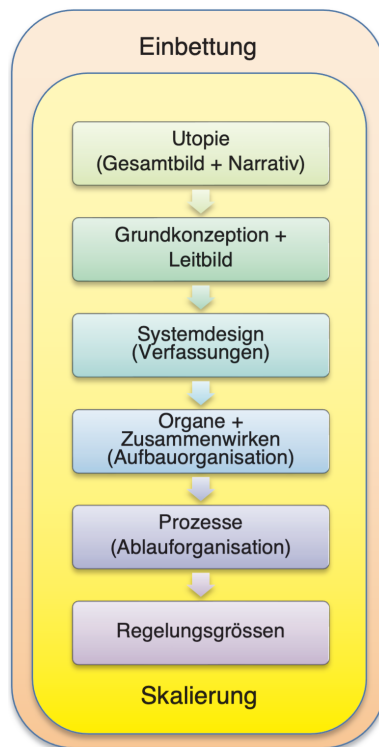 Einbettung
Utopie
(Gesamtbild + Narrativ)
Grundkonzeption +
Leitbild
Systemdesign
(Verfassungen)
Organe +
Zusammenwirken
(Aufbauorganisation)
Prozesse
(Ablauforganisation)
Regelungsgrössen
Skalierung